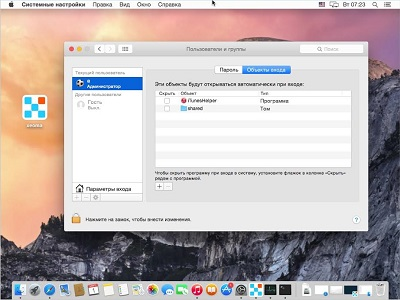 Системные настройки Правка Вид Окно Справка
Вт 07:23
Пользователи и группы
Поиск
Пароль Объекты входа
Текущий пользователь
Администратор
Другие пользователи
Гость
Выкл.
Эти объекты будут открываться автоматически при входе:
Скрыть Объект Тип
iTunesHelper Программа
shared Том
Чтобы скрыть программу при входе в систему, установите флажок в колонке «Скрыть»
рядом с программой.
Параметры входа
+ −
Нажмите на замок, чтобы внести изменения.
?